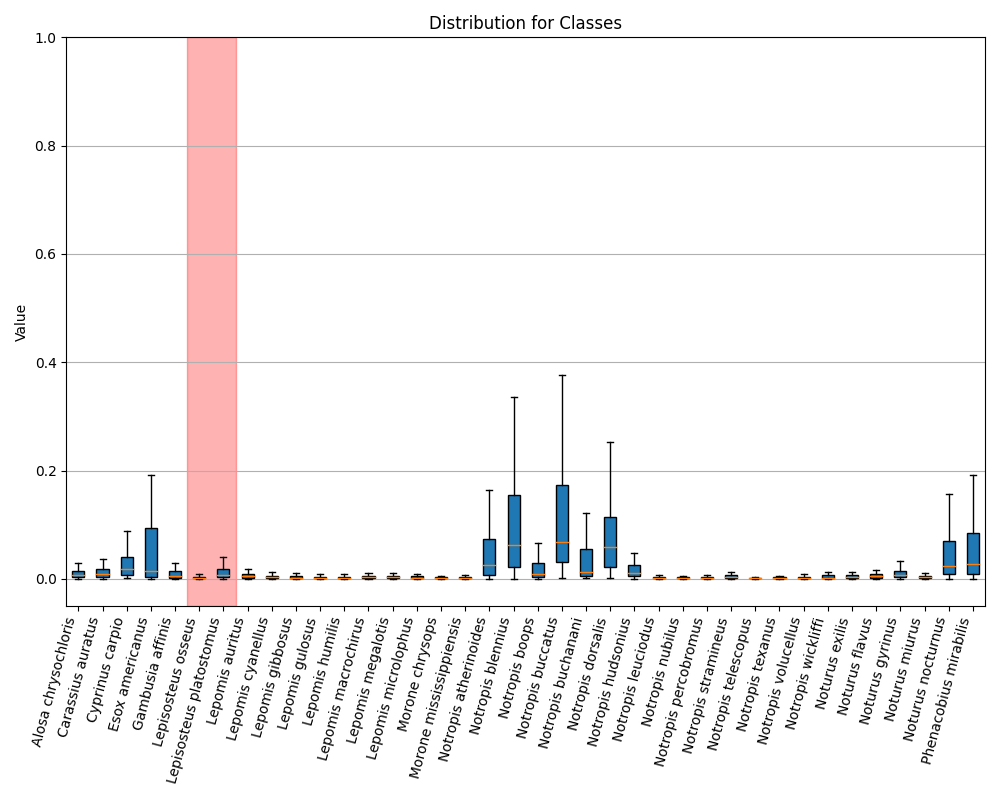 Distribution for Classes
1.0
0.8
0.6
0.4
0.2
0.0
Value
Alosa chrysochloris
Carassius auratus
Cyprinus carpio
Esox americanus
Gambusia affinis
Lepisosteus osseus
Lepisosteus platostomus
Lepomis auritus
Lepomis cyanellus
Lepomis gibbosus
Lepomis gulosus
Lepomis humilis
Lepomis macrochirus
Lepomis megalotis
Lepomis microlophus
Morone chrysops
Morone mississippiensis
Notropis atherinoides
Notropis blennius
Notropis boops
Notropis buccatus
Notropis buchanani
Notropis dorsalis
Notropis hudsonius
Notropis leuciodus
Notropis nubilus
Notropis percobromus
Notropis stramineus
Notropis telescopus
Notropis texanus
Notropis volucellus
Notropis wickliffi
Noturus exilis
Noturus flavus
Noturus gyrinus
Noturus miurus
Noturus nocturnus
Phenacobius mirabilis